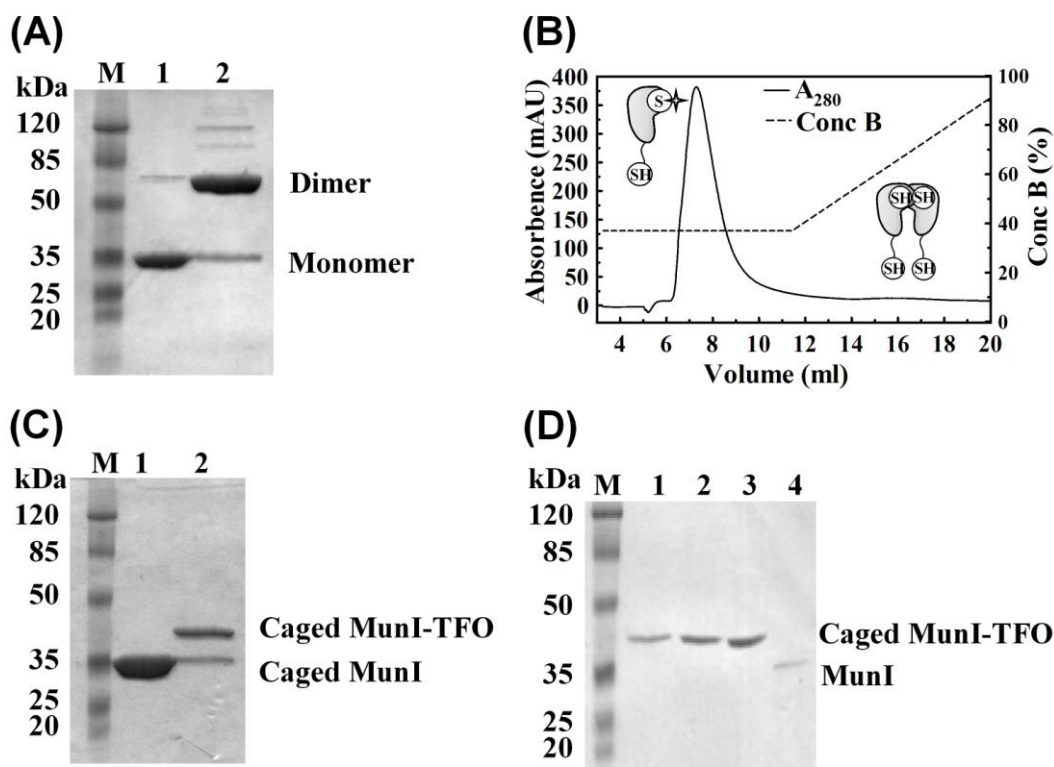 (A)
M 1 2
kDa
120
85
50
35
25
20
Dimer
Monomer
(B)
Absorbence (mAU)
400
350
300
250
200
150
100
50
0
A280
Conc B
S
SH
SH SH
SH SH
100
80
60
40
20
0
Conc B (%)
4 6 8 10 12 14 16 18 20
Volume (ml)
(C)
M 1 2
kDa
120
85
50
35
25
20
Caged MunI-TFO
Caged MunI
(D)
M 1 2 3 4
kDa
120
85
50
35
25
20
Caged MunI-TFO
MunI